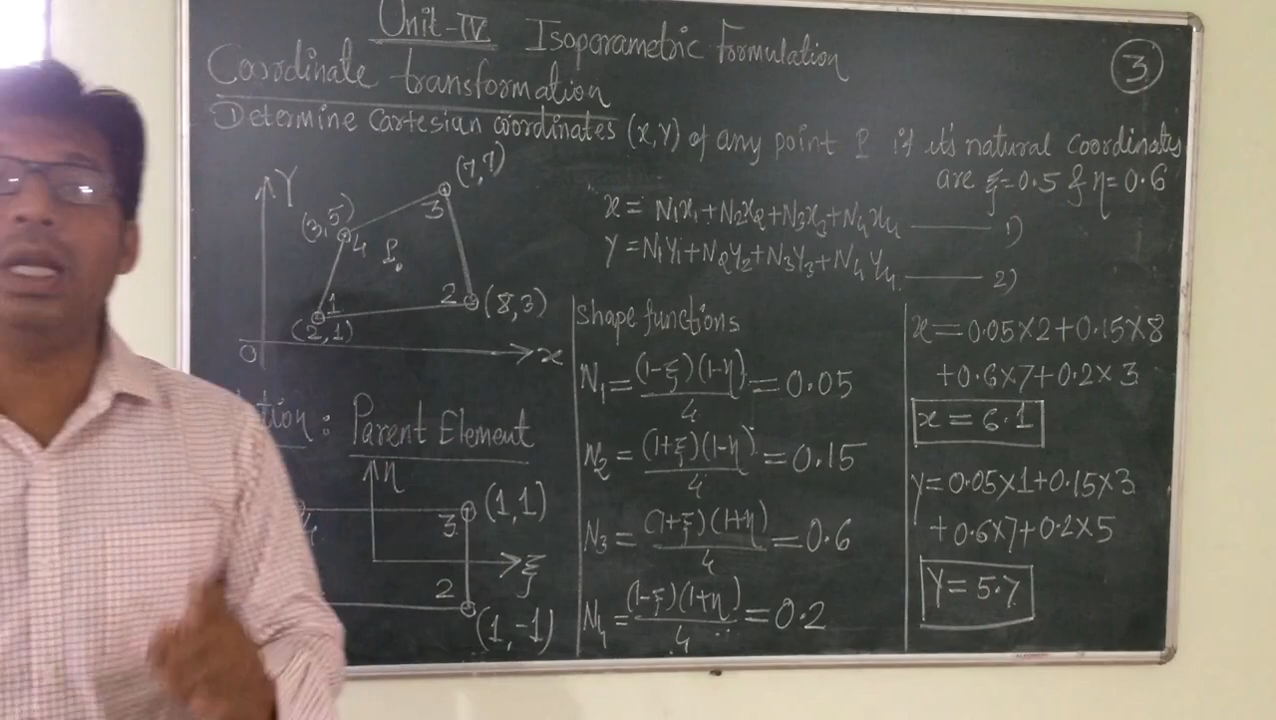 Unit-IV Isoparametric Formulation
3
Coordinate transformation
Determine Cartesian coordinates (x,y) of any point P if it's natural coordinates
are ξ=0.5 & η=0.6
Y
(7,7)
3
(3,5)
4
P.
2 (8,3)
1
(2,1)
0
x
x = N1x1+N2x2+N3x3+N4x4 1)
Y = N1Y1+N2Y2+N3Y3+N4Y4 2)
tion: Parent Element
η
4
3 (1,1)
ξ
2
(1,-1)
Shape functions
N1 = (1-ξ)(1-η)/4 = 0.05
N2 = (1+ξ)(1-η)/4 = 0.15
N3 = (1+ξ)(1+η)/4 = 0.6
N4 = (1-ξ)(1+η)/4 = 0.2
x = 0.05×2+0.15×8
+0.6×7+0.2×3
x = 6.1
Y = 0.05×1+0.15×3
+0.6×7+0.2×5
Y = 5.7